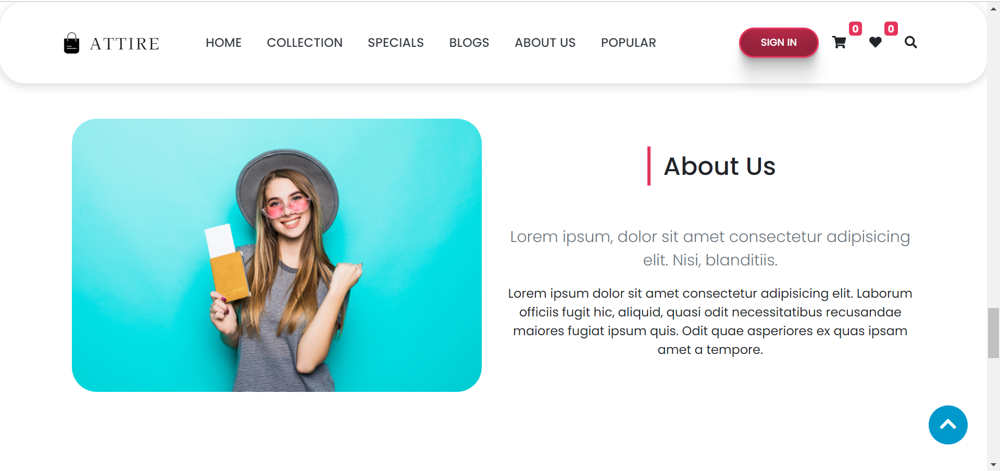 ATTIRE
HOME COLLECTION SPECIALS BLOGS ABOUT US POPULAR
SIGN IN
0
0
PASSPORT
About Us
Lorem ipsum, dolor sit amet consectetur adipisicing
elit. Nisi, blanditiis.
Lorem ipsum dolor sit amet consectetur adipisicing elit. Laborum
officiis fugit hic, aliquid, quasi odit necessitatibus recusandae
maiores fugiat ipsum quis. Odit quae asperiores ex quas ipsam
amet a tempore.